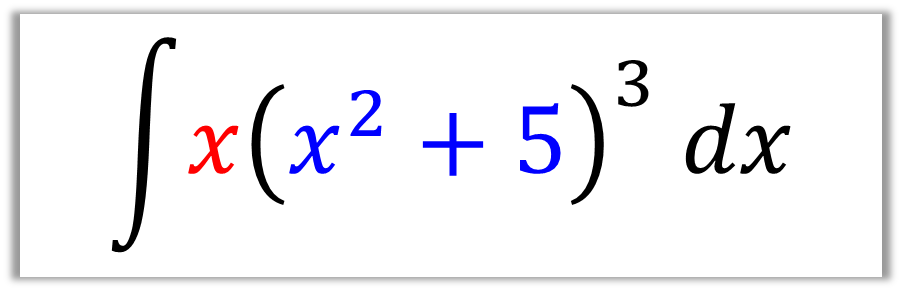 ∫ x(x² + 5)³ dx